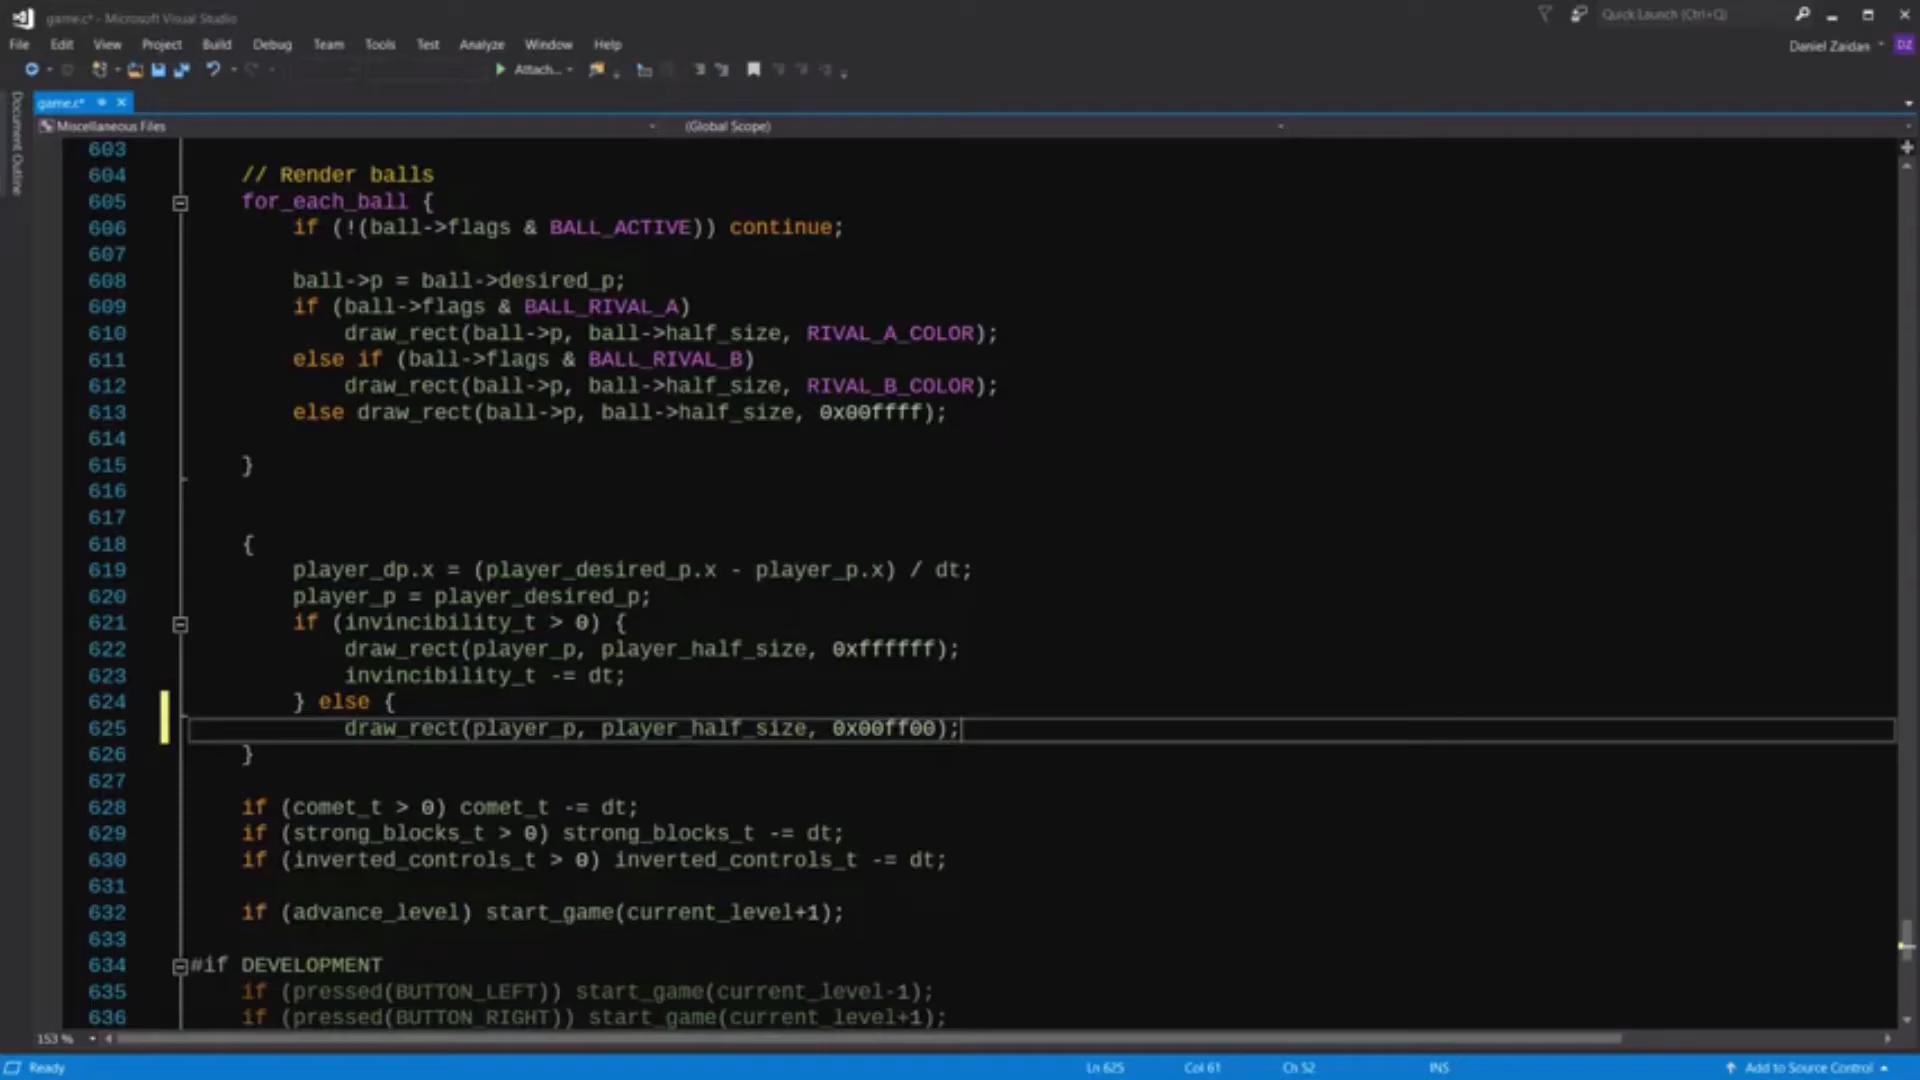 game.c* - Microsoft Visual Studio
Quick Launch (Ctrl+Q)
File Edit View Project Build Debug Team Tools Test Analyze Window Help
Daniel Zaidan DZ
Attach...
Document Outline
game.c*
Miscellaneous Files (Global Scope)
603
604 // Render balls
605 for_each_ball {
606 if (!(ball->flags & BALL_ACTIVE)) continue;
607
608 ball->p = ball->desired_p;
609 if (ball->flags & BALL_RIVAL_A)
610 draw_rect(ball->p, ball->half_size, RIVAL_A_COLOR);
611 else if (ball->flags & BALL_RIVAL_B)
612 draw_rect(ball->p, ball->half_size, RIVAL_B_COLOR);
613 else draw_rect(ball->p, ball->half_size, 0x00ffff);
614
615 }
616
617
618 {
619 player_dp.x = (player_desired_p.x - player_p.x) / dt;
620 player_p = player_desired_p;
621 if (invincibility_t > 0) {
622 draw_rect(player_p, player_half_size, 0xffffff);
623 invincibility_t -= dt;
624 } else {
625 draw_rect(player_p, player_half_size, 0x00ff00);
626 }
627
628 if (comet_t > 0) comet_t -= dt;
629 if (strong_blocks_t > 0) strong_blocks_t -= dt;
630 if (inverted_controls_t > 0) inverted_controls_t -= dt;
631
632 if (advance_level) start_game(current_level+1);
633
634 #if DEVELOPMENT
635 if (pressed(BUTTON_LEFT)) start_game(current_level-1);
636 if (pressed(BUTTON_RIGHT)) start_game(current_level+1);
153 %
Ready Ln 625 Col 61 Ch 52 INS Add to Source Control